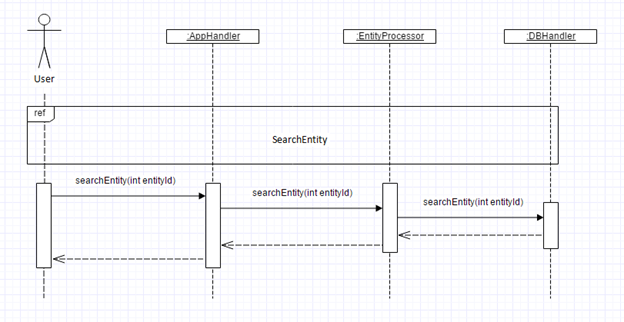 :AppHandler
:EntityProcessor
:DBHandler
User
ref
SearchEntity
searchEntity(int entityId)
searchEntity(int entityId)
searchEntity(int entityId)